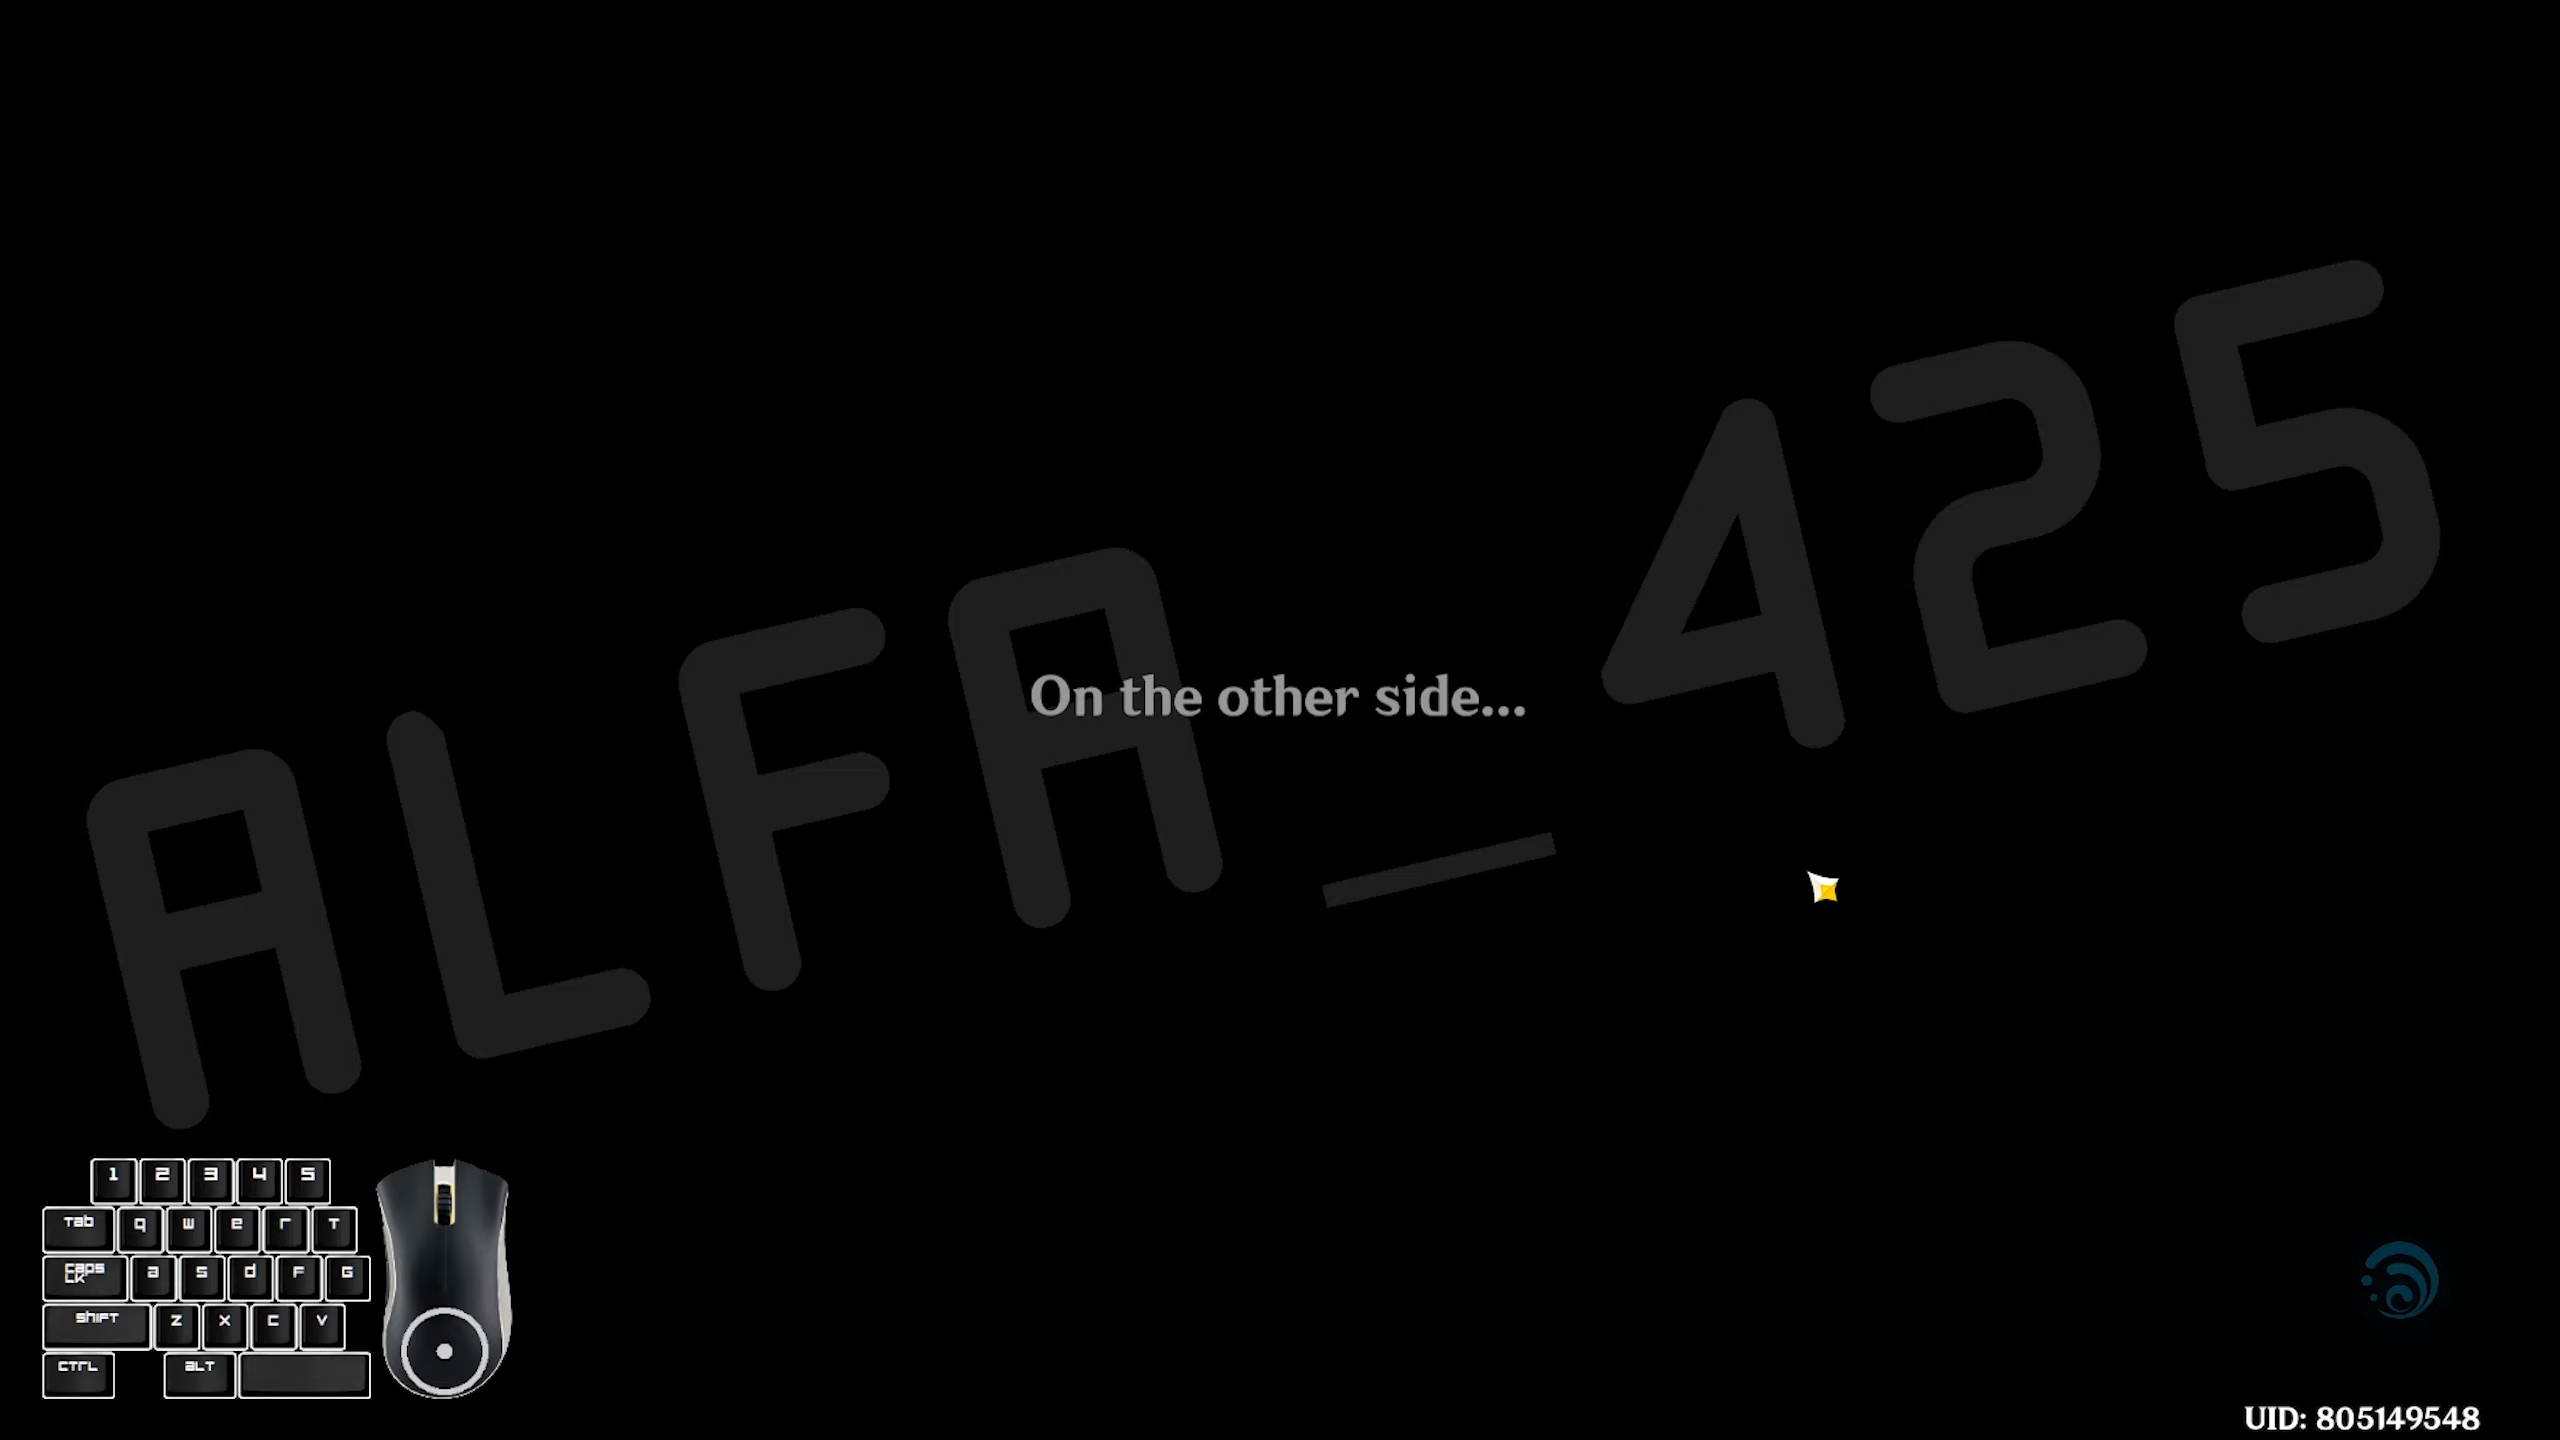 ALFA_425
On the other side...
1 2 3 4 5
Tab q w e r T
caps LK a s d F G
shift z x c v
CTRL aLT
UID: 805149548